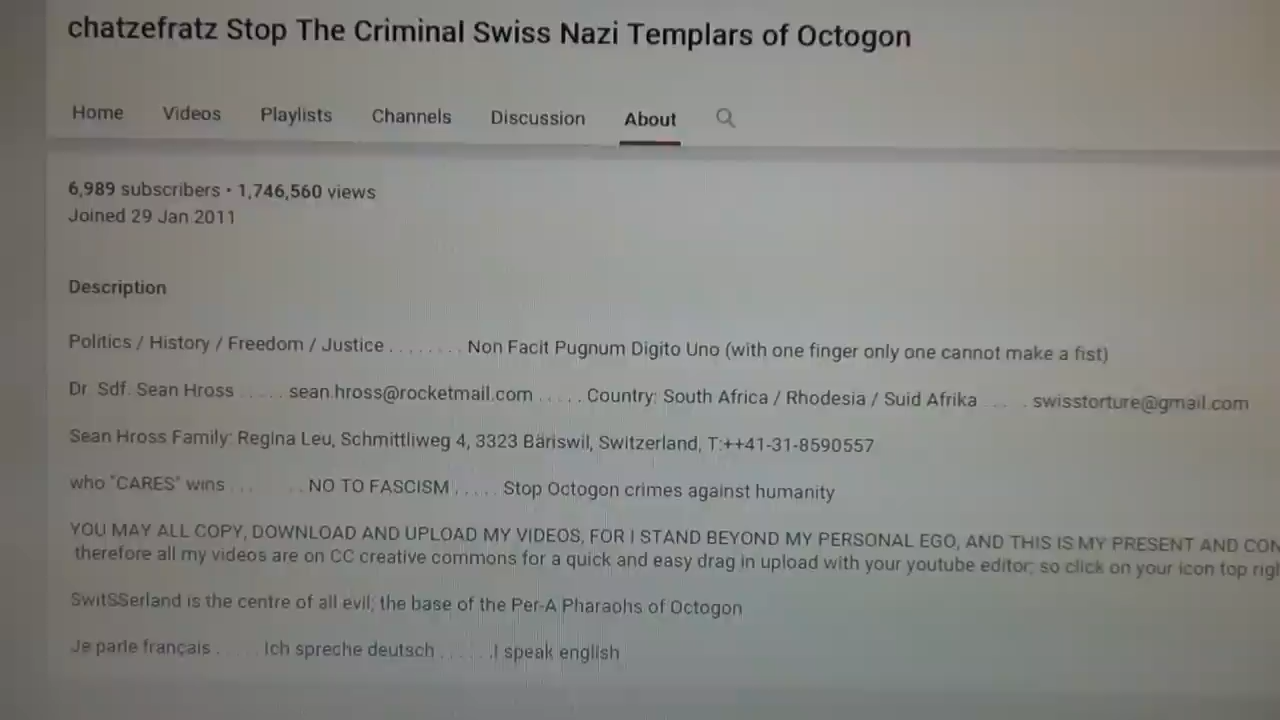 chatzefratz Stop The Criminal Swiss Nazi Templars of Octogon
Home Videos Playlists Channels Discussion About
6,989 subscribers • 1,746,560 views
Joined 29 Jan 2011
Description
Politics / History / Freedom / Justice . . . . . . . . Non Facit Pugnum Digito Uno (with one finger only one cannot make a fist)
Dr. Sdf. Sean Hross . . . . . sean.hross@rocketmail.com . . . . . Country: South Africa / Rhodesia / Suid Afrika . . . . . swisstorture@gmail.com
Sean Hross Family: Regina Leu, Schmittliweg 4, 3323 Bäriswil, Switzerland, T:++41-31-8590557
who "CARES" wins . . . . . . . NO TO FASCISM . . . . . Stop Octogon crimes against humanity
YOU MAY ALL COPY, DOWNLOAD AND UPLOAD MY VIDEOS, FOR I STAND BEYOND MY PERSONAL EGO, AND THIS IS MY PRESENT AND CON
therefore all my videos are on CC creative commons for a quick and easy drag in upload with your youtube editor; so click on your icon top rig
SwitSSerland is the centre of all evil; the base of the Per-A Pharaohs of Octogon
Je parle français . . . . . Ich spreche deutsch . . . . . .I speak english